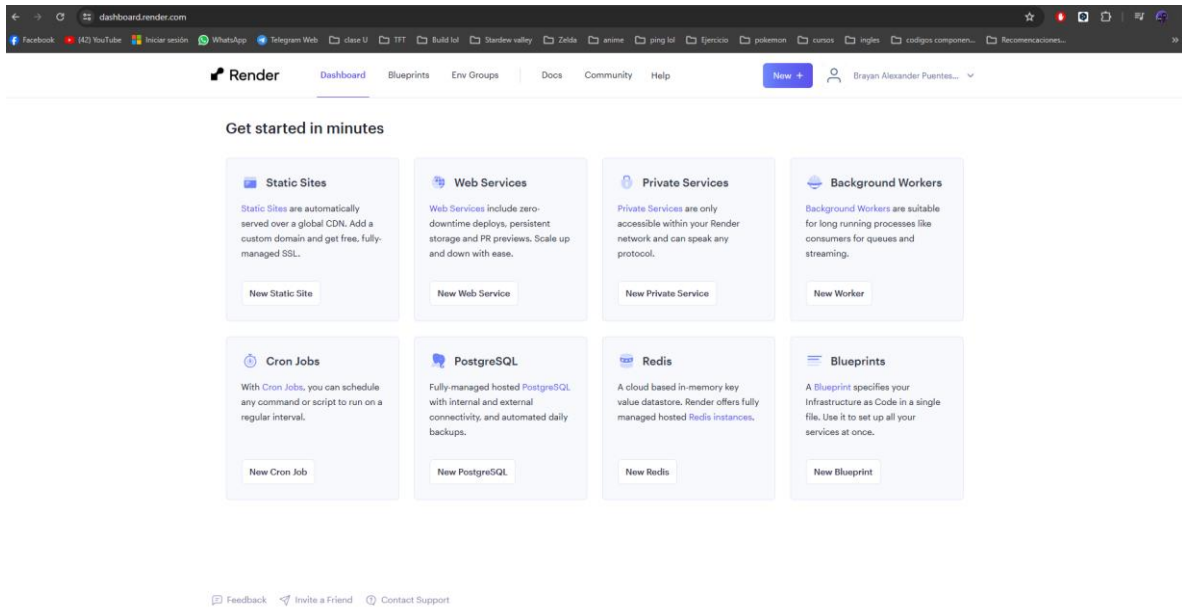 dashboard.render.com
Facebook (42) YouTube Iniciar sesión WhatsApp Telegram Web clase U TFT Build lol Stardew valley Zelda anime ping lol Ejercicio pokemon cursos ingles codigos componen... Recomencaciones...
Render Dashboard Blueprints Env Groups Docs Community Help New + Brayan Alexander Puentes...
Get started in minutes
Static Sites
Static Sites are automatically
served over a global CDN. Add a
custom domain and get free, fully-
managed SSL.
New Static Site
Web Services
Web Services include zero-
downtime deploys, persistent
storage and PR previews. Scale up
and down with ease.
New Web Service
Private Services
Private Services are only
accessible within your Render
network and can speak any
protocol.
New Private Service
Background Workers
Background Workers are suitable
for long running processes like
consumers for queues and
streaming.
New Worker
Cron Jobs
With Cron Jobs, you can schedule
any command or script to run on a
regular interval.
New Cron Job
PostgreSQL
Fully-managed hosted PostgreSQL
with internal and external
connectivity, and automated daily
backups.
New PostgreSQL
Redis
A cloud based in-memory key
value datastore. Render offers fully
managed hosted Redis instances.
New Redis
Blueprints
A Blueprint specifies your
Infrastructure as Code in a single
file. Use it to set up all your
services at once.
New Blueprint
Feedback Invite a Friend Contact Support